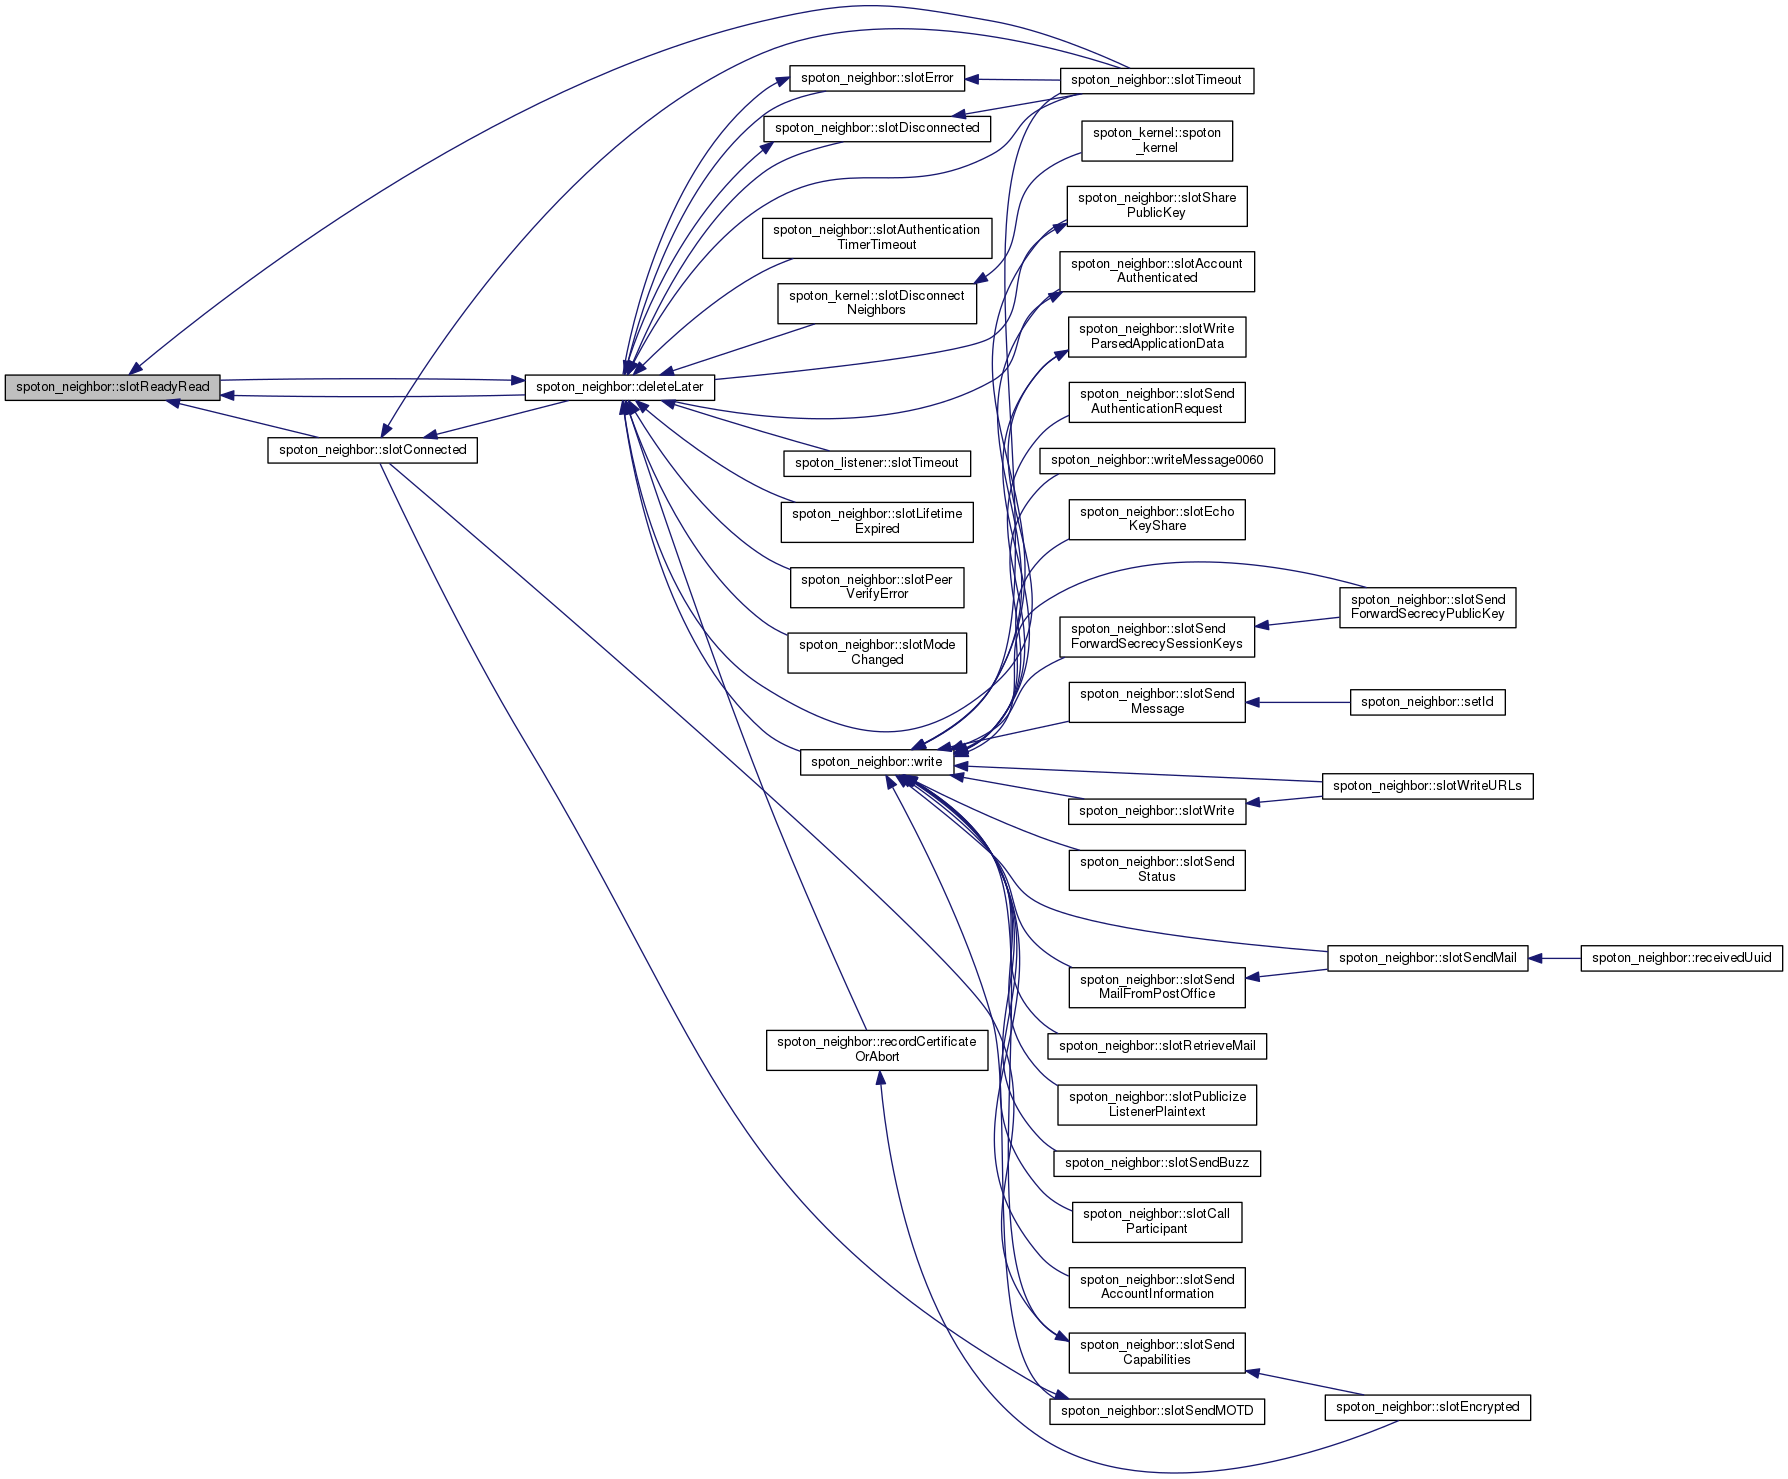 spoton_neighbor::slotReadyRead
spoton_neighbor::slotConnected
spoton_neighbor::deleteLater
spoton_neighbor::slotError
spoton_neighbor::slotDisconnected
spoton_neighbor::slotAuthentication
TimerTimeout
spoton_kernel::slotDisconnect
Neighbors
spoton_listener::slotTimeout
spoton_neighbor::slotLifetime
Expired
spoton_neighbor::slotPeer
VerifyError
spoton_neighbor::slotMode
Changed
spoton_neighbor::write
spoton_neighbor::recordCertificate
OrAbort
spoton_neighbor::slotTimeout
spoton_kernel::spoton
_kernel
spoton_neighbor::slotShare
PublicKey
spoton_neighbor::slotAccount
Authenticated
spoton_neighbor::slotWrite
ParsedApplicationData
spoton_neighbor::slotSend
AuthenticationRequest
spoton_neighbor::writeMessage0060
spoton_neighbor::slotEcho
KeyShare
spoton_neighbor::slotSend
ForwardSecrecySessionKeys
spoton_neighbor::slotSend
Message
spoton_neighbor::slotWrite
spoton_neighbor::slotSend
Status
spoton_neighbor::slotSend
MailFromPostOffice
spoton_neighbor::slotRetrieveMail
spoton_neighbor::slotPublicize
ListenerPlaintext
spoton_neighbor::slotSendBuzz
spoton_neighbor::slotCall
Participant
spoton_neighbor::slotSend
AccountInformation
spoton_neighbor::slotSend
Capabilities
spoton_neighbor::slotSendMOTD
spoton_neighbor::slotSend
ForwardSecrecyPublicKey
spoton_neighbor::setId
spoton_neighbor::slotWriteURLs
spoton_neighbor::slotSendMail
spoton_neighbor::slotEncrypted
spoton_neighbor::receivedUuid